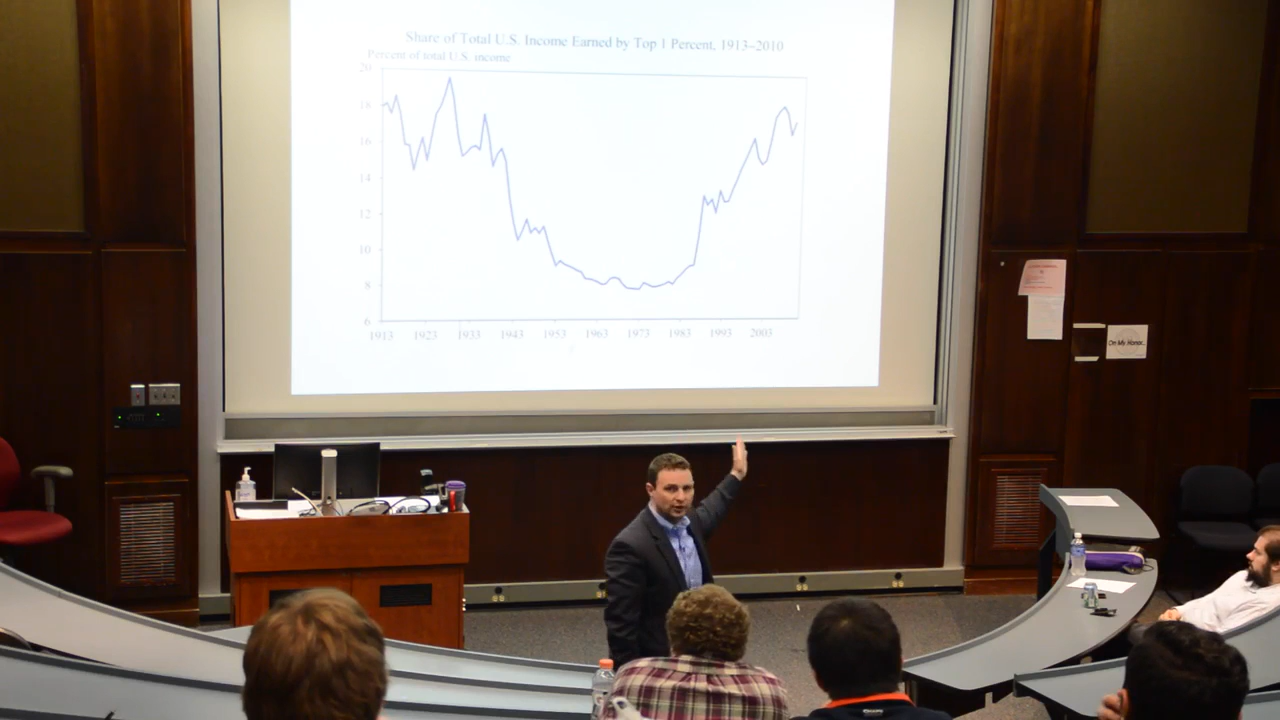 Share of Total U.S. Income Earned by Top 1 Percent, 1913–2010
Percent of total U.S. income
20
18
16
14
12
10
8
6
1913 1923 1933 1943 1953 1963 1973 1983 1993 2003
On My Honor...